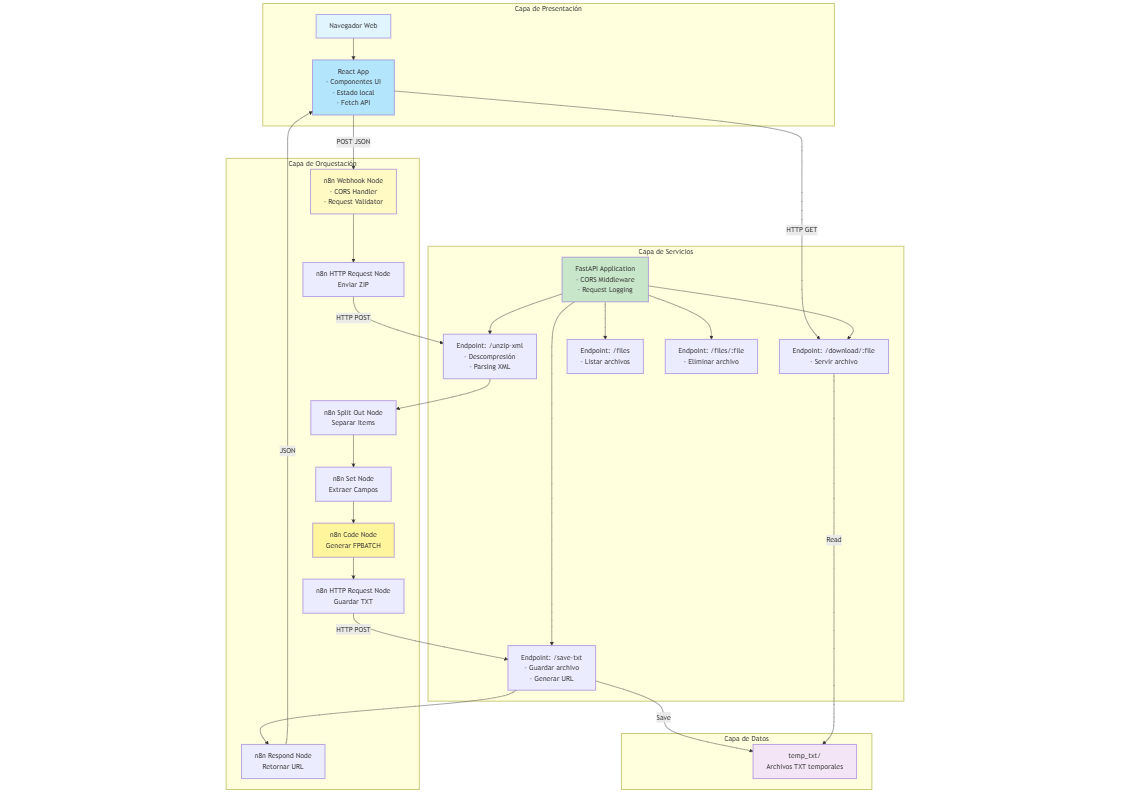 Capa de Presentación
Navegador Web
React App
- Componentes UI
- Estado local
- Fetch API
POST JSON
Capa de Orquestación
n8n Webhook Node
- CORS Handler
- Request Validator
HTTP GET
Capa de Servicios
FastAPI Application
- CORS Middleware
- Request Logging
n8n HTTP Request Node
Enviar ZIP
HTTP POST
Endpoint: /unzip-xml
- Descompresión
- Parsing XML
Endpoint: /files
- Listar archivos
Endpoint: /files/:file
- Eliminar archivo
Endpoint: /download/:file
- Servir archivo
n8n Split Out Node
Separar Items
JSON
n8n Set Node
Extraer Campos
n8n Code Node
Generar FPBATCH
Read
n8n HTTP Request Node
Guardar TXT
HTTP POST
Endpoint: /save-txt
- Guardar archivo
- Generar URL
Save
Capa de Datos
n8n Respond Node
Retornar URL
temp_txt/
Archivos TXT temporales